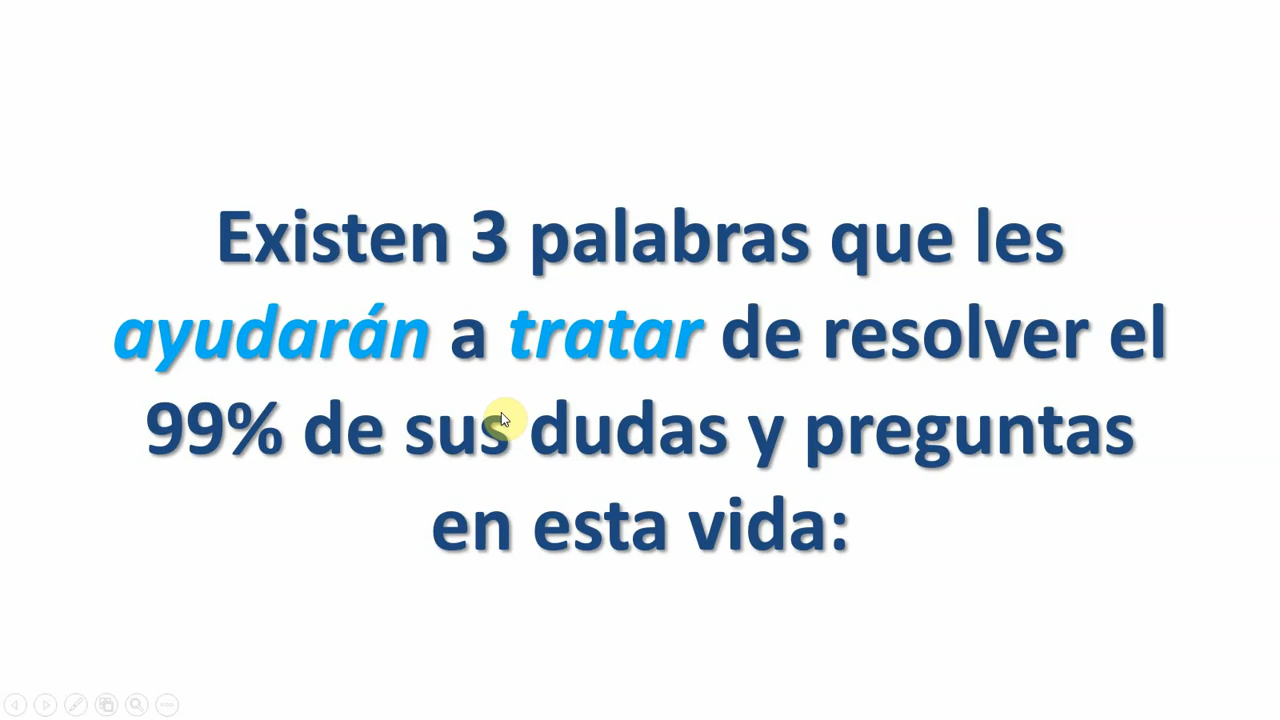 Existen 3 palabras que les
ayudarán a tratar de resolver el
99% de sus dudas y preguntas
en esta vida: